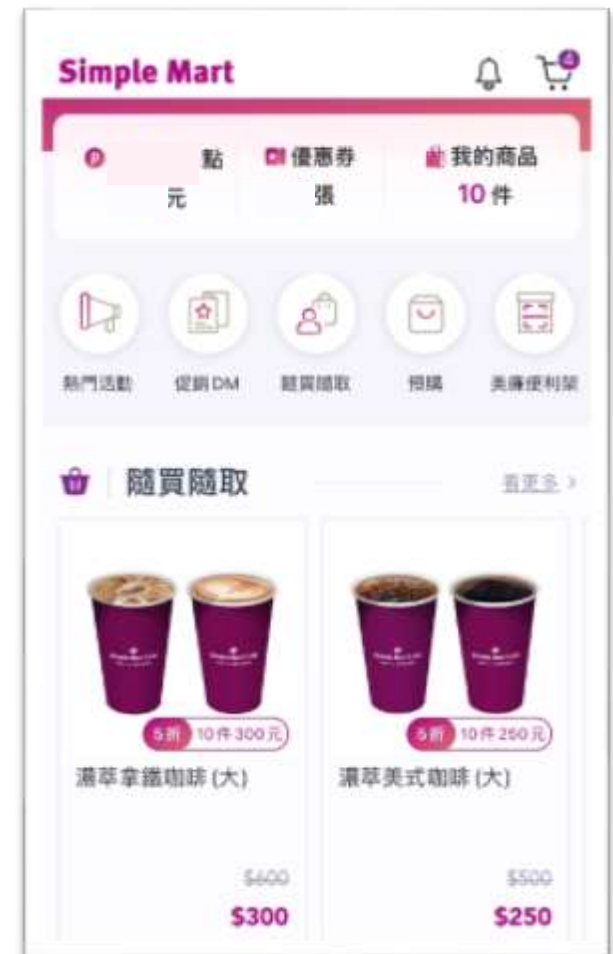 Simple Mart
4
點 優惠券 我的商品
元 張 10 件
熱門活動 促銷 DM 隨買隨取 預購 美廉便利架
隨買隨取 看更多 >
5折 10件300元 5折 10件250元
濃萃拿鐵咖啡 (大) 濃萃美式咖啡 (大)
$600 $500
$300 $250